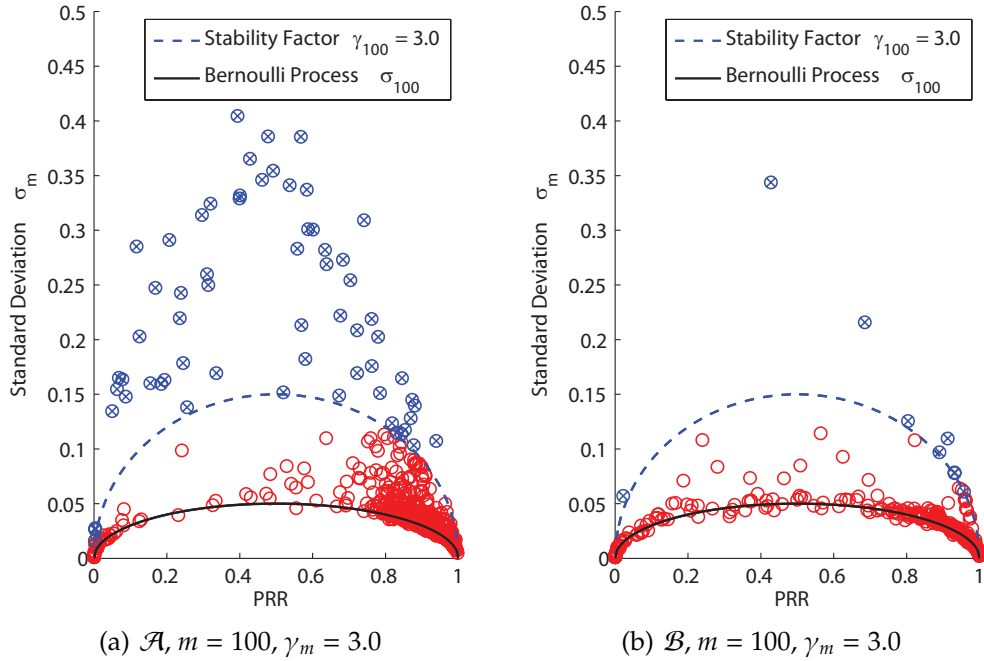 0.5
0.45
0.4
0.35
0.3
0.25
0.2
0.15
0.1
0.05
0
Standard Deviation σm
Stability Factor γ100 = 3.0
Bernoulli Process σ100
0 0.2 0.4 0.6 0.8 1
PRR
(a) 𝒜, m = 100, γm = 3.0
0.5
0.45
0.4
0.35
0.3
0.25
0.2
0.15
0.1
0.05
0
Standard Deviation σm
Stability Factor γ100 = 3.0
Bernoulli Process σ100
0 0.2 0.4 0.6 0.8 1
PRR
(b) ℬ, m = 100, γm = 3.0